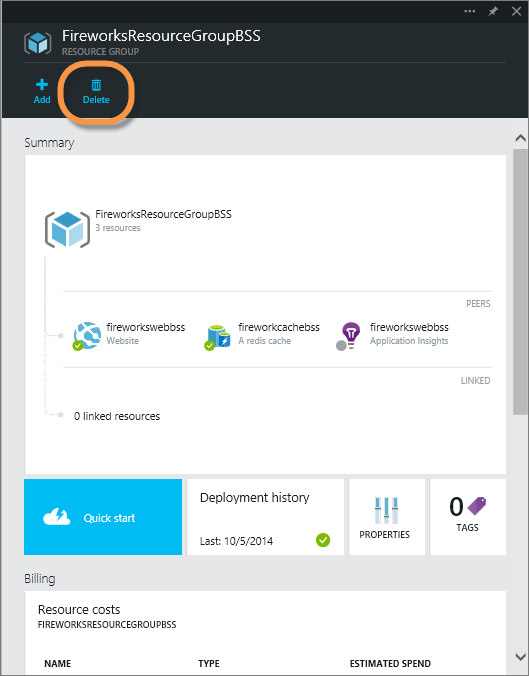 FireworksResourceGroupBSS
RESOURCE GROUP
Add Delete
Summary
FireworksResourceGroupBSS
3 resources
PEERS
fireworkswebbss fireworkcachebss fireworkswebbss
Website A redis cache Application Insights
LINKED
0 linked resources
Quick start
Deployment history
Last: 10/5/2014
PROPERTIES
0
TAGS
Billing
Resource costs
FIREWORKSRESOURCEGROUPBSS
NAME TYPE ESTIMATED SPEND